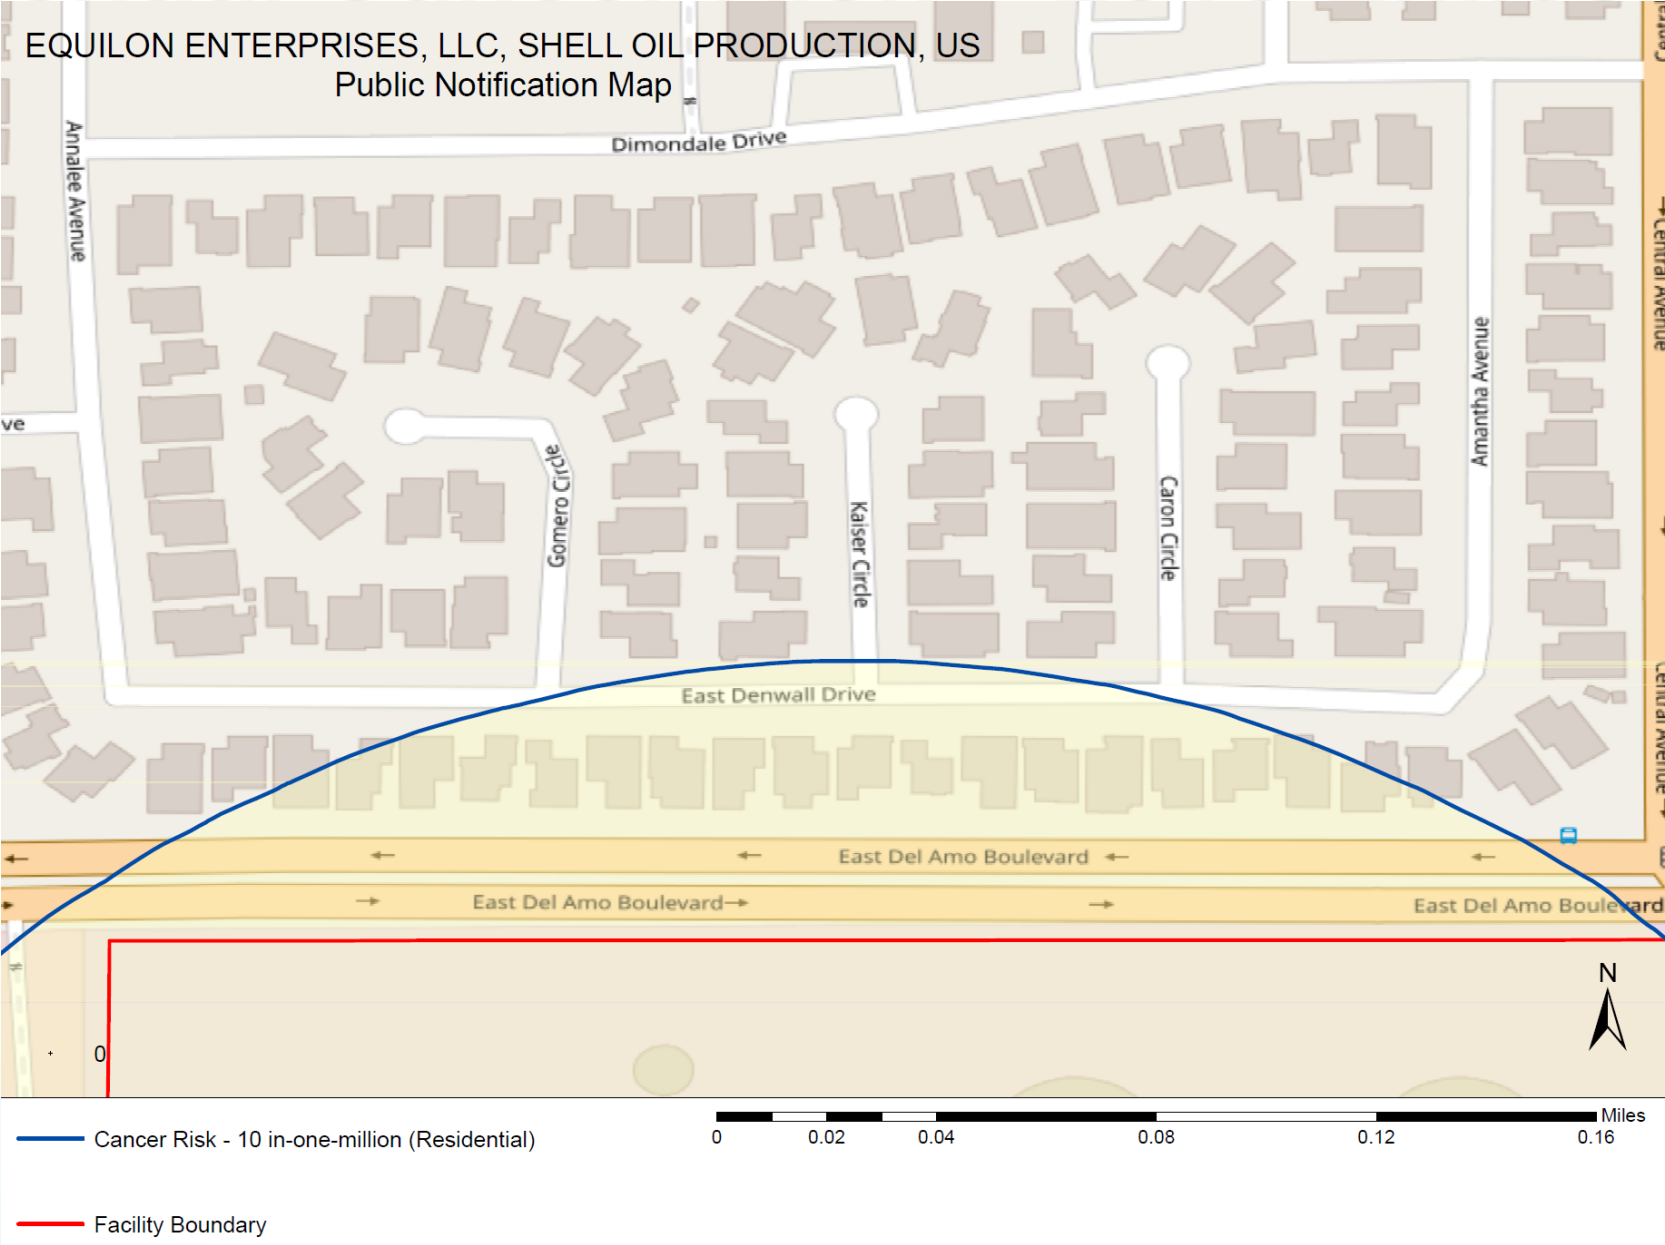 EQUILON ENTERPRISES, LLC, SHELL OIL PRODUCTION, US
Public Notification Map
Dimondale Drive
Annalee Avenue
Central Avenue
Amantha Avenue
ve
Gomero Circle
Kaiser Circle
Caron Circle
East Denwall Drive
Central Avenue
East Del Amo Boulevard
East Del Amo Boulevard
East Del Amo Boulevard
N
0
Cancer Risk - 10 in-one-million (Residential)
Miles
0 0.02 0.04 0.08 0.12 0.16
Facility Boundary